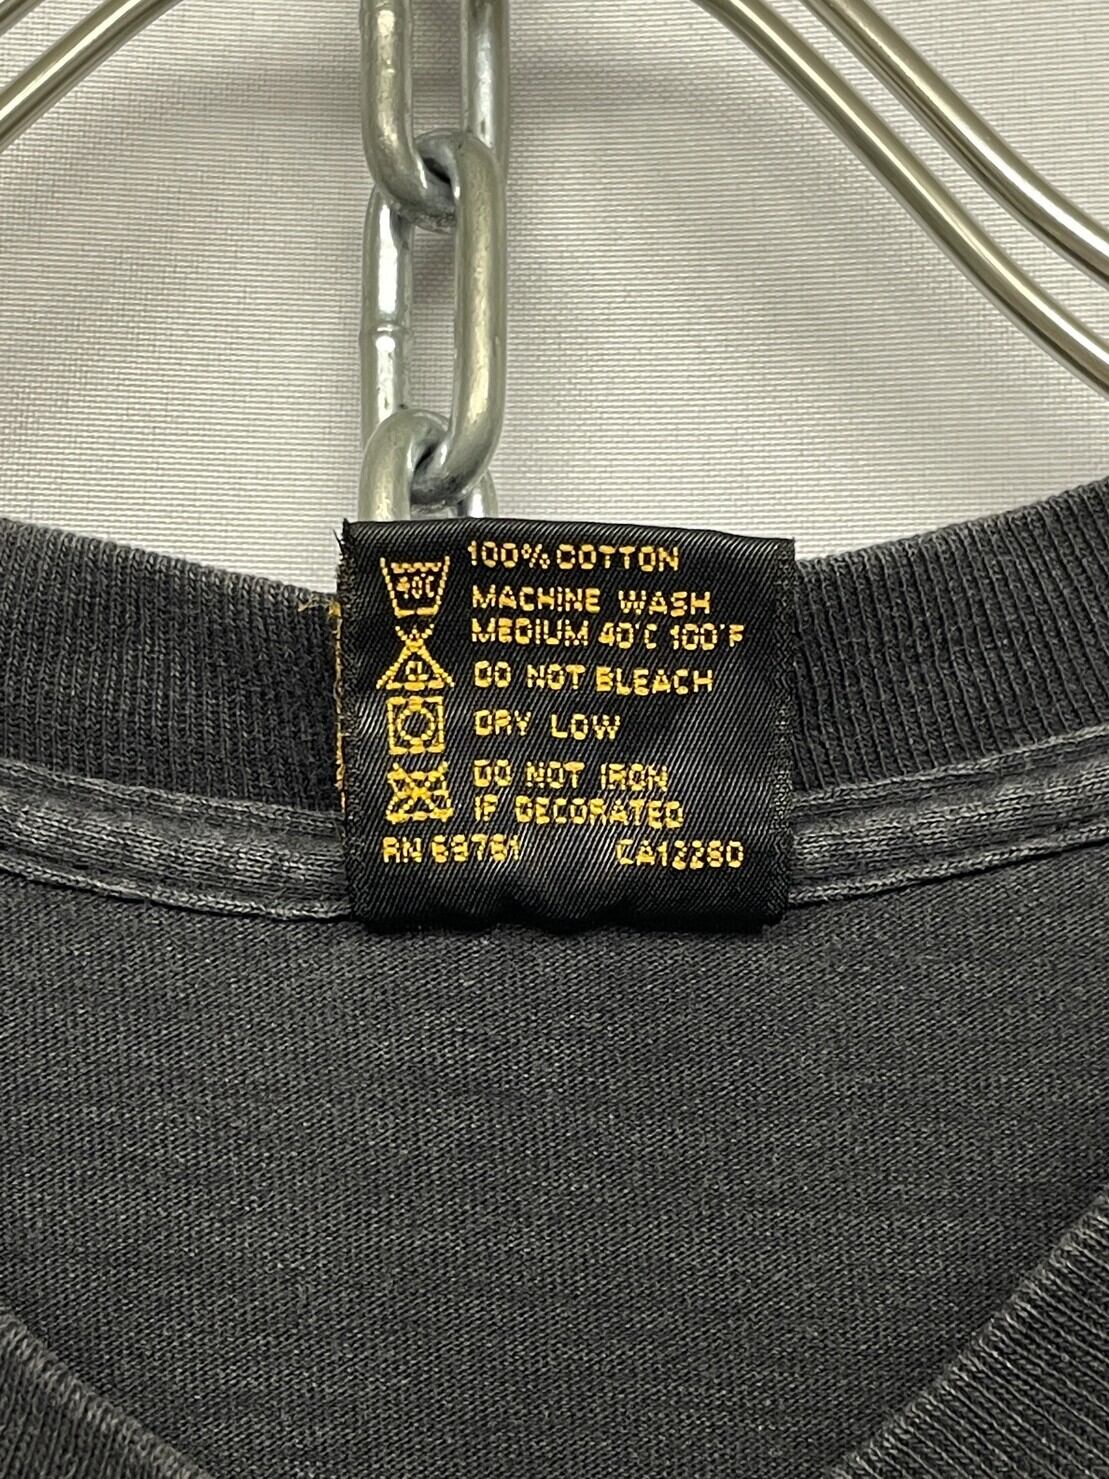 100% COTTON
40C
MACHINE WASH
MEDIUM 40°C 100°F
DO NOT BLEACH
DRY LOW
DO NOT IRON
IF DECORATED
RN CA12280